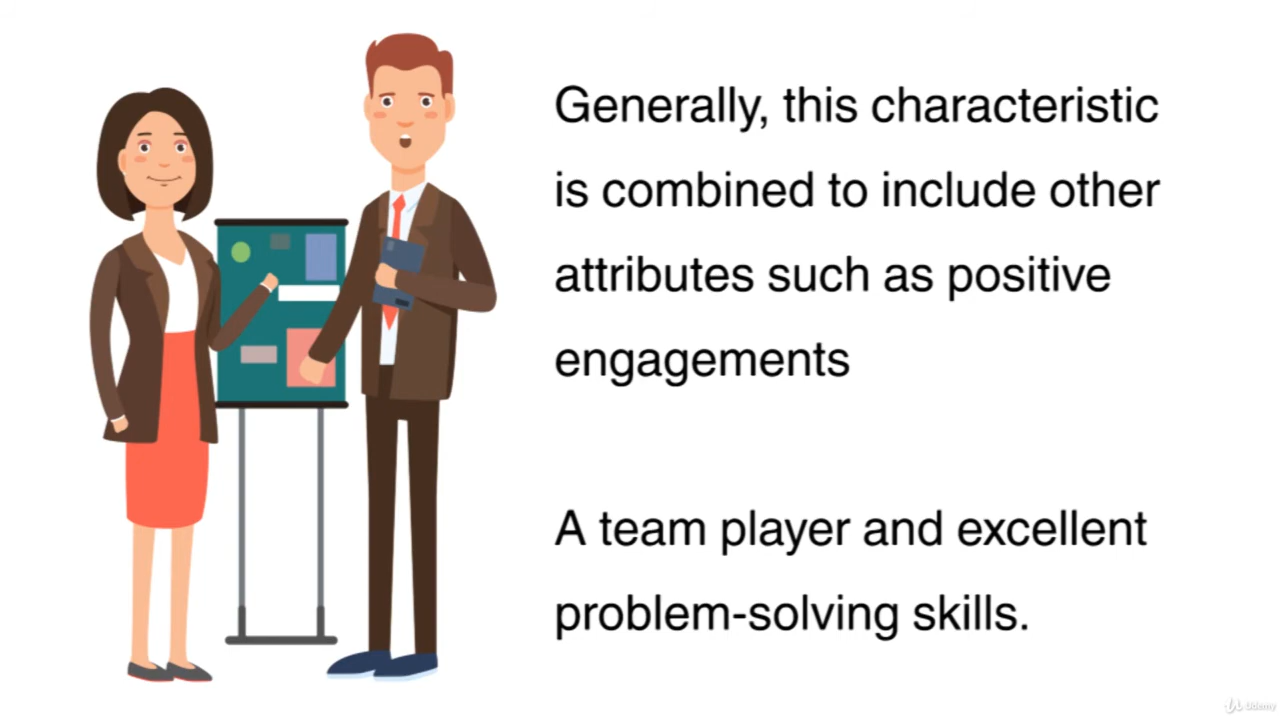 Generally, this characteristic
is combined to include other
attributes such as positive
engagements
A team player and excellent
problem-solving skills.
Udemy